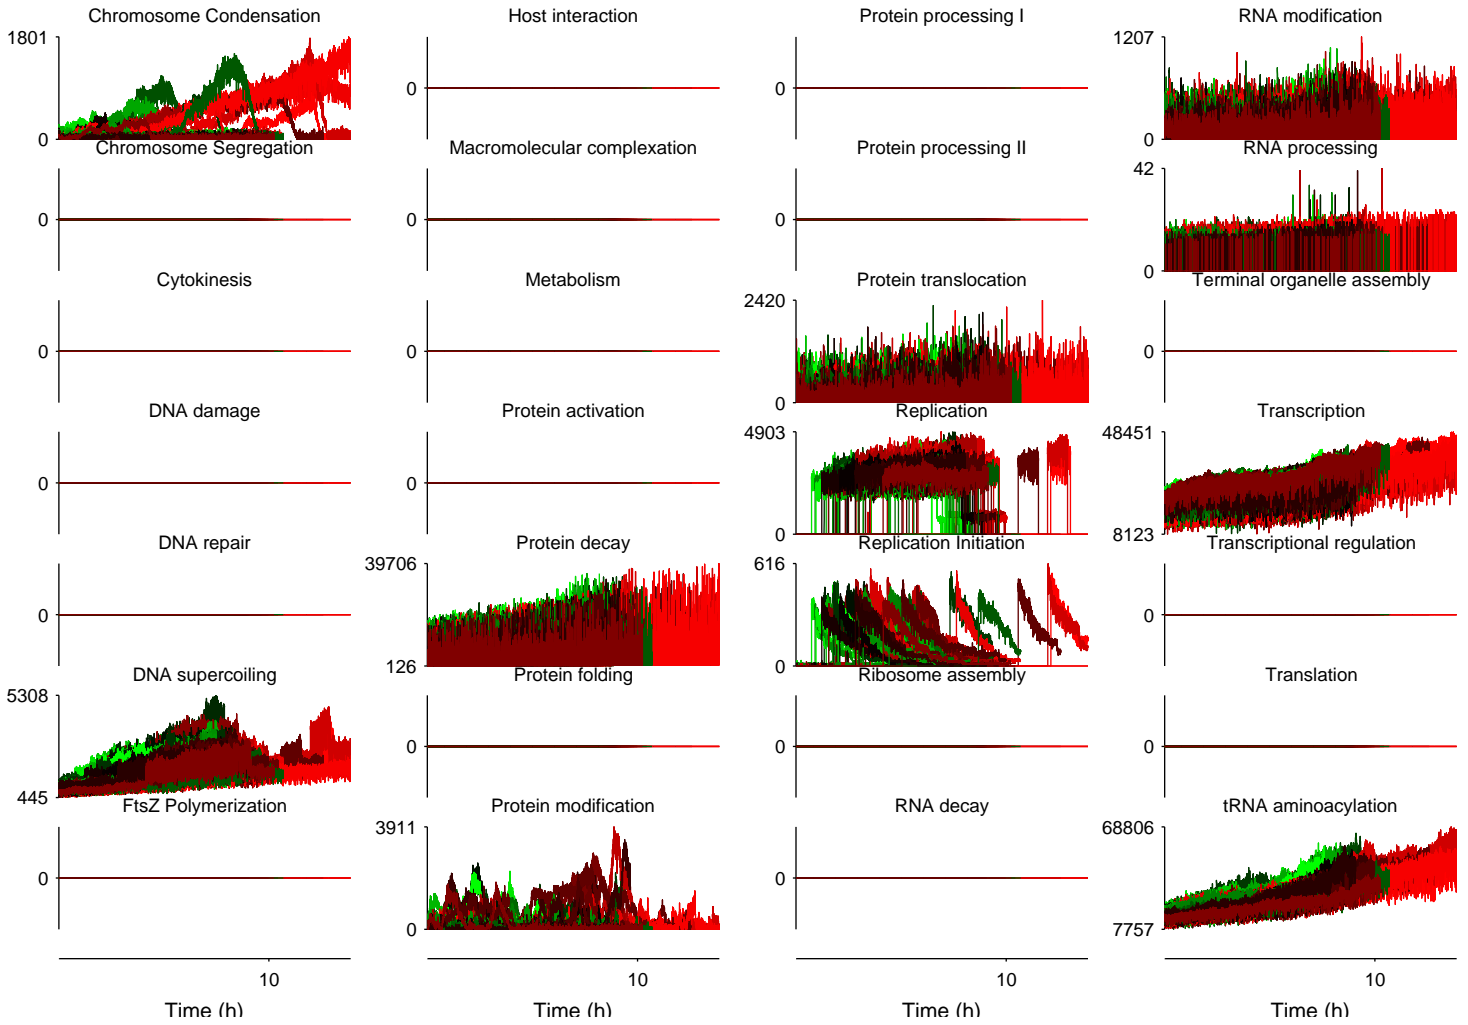 Chromosome Condensation
1801
0
Host interaction
0
Protein processing I
0
RNA modification
1207
0
Chromosome Segregation
0
Macromolecular complexation
0
Protein processing II
0
RNA processing
42
0
Cytokinesis
0
Metabolism
0
Protein translocation
2420
0
Terminal organelle assembly
0
DNA damage
0
Protein activation
0
Replication
4903
0
Transcription
48451
8123
DNA repair
0
Protein decay
39706
126
Replication Initiation
616
0
Transcriptional regulation
0
DNA supercoiling
5308
445
Protein folding
0
Ribosome assembly
0
Translation
0
FtsZ Polymerization
0
Protein modification
3911
0
RNA decay
0
tRNA aminoacylation
68806
7757
10
10
10
10
Time (h)
Time (h)
Time (h)
Time (h)